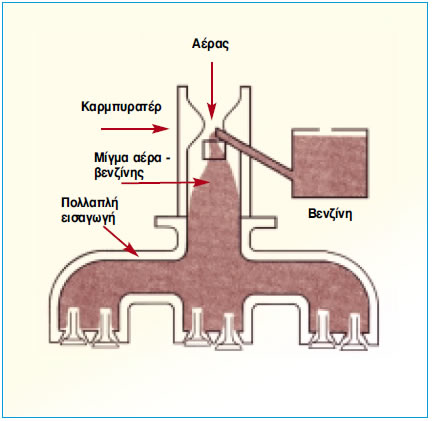 Αέρας
Καρμπυρατέρ
Μίγμα αέρα -
βενζίνης
Πολλαπλή
εισαγωγή
Βενζίνη